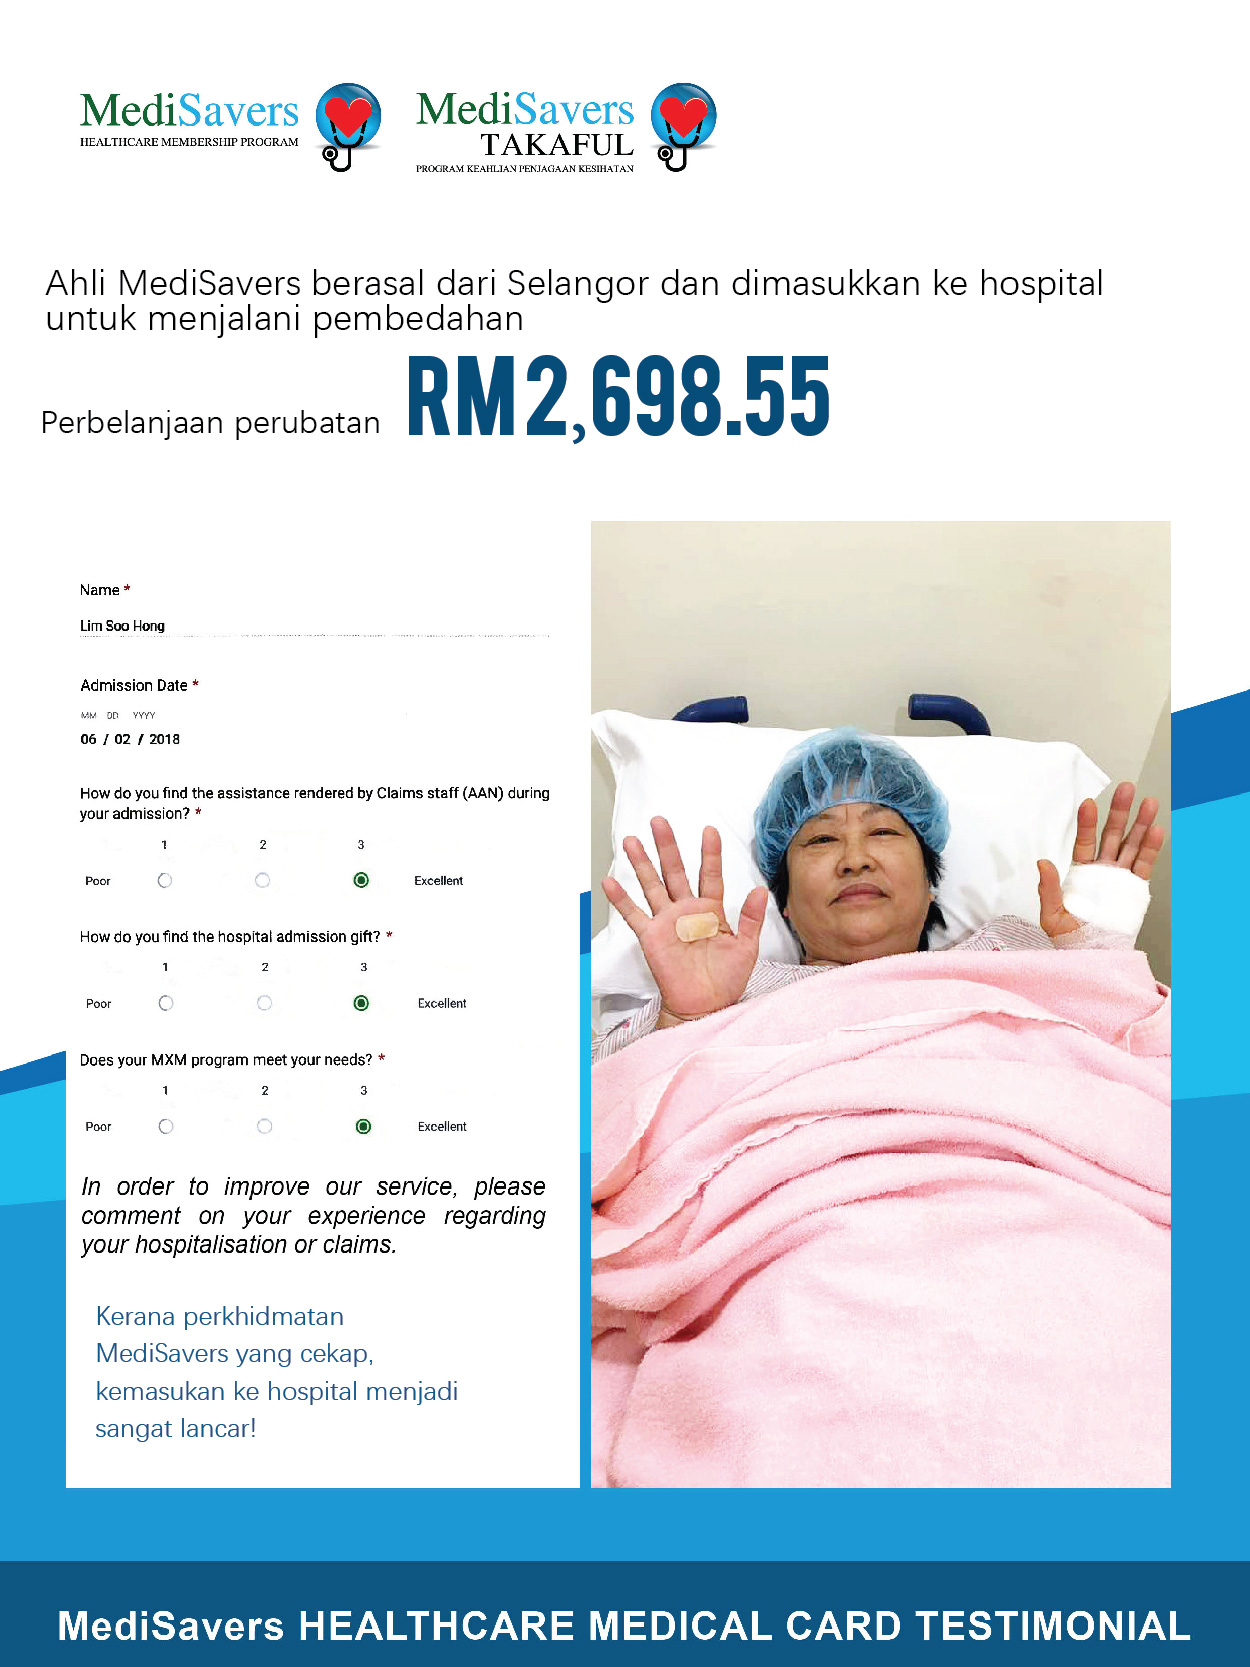 MediSavers
HEALTHCARE MEMBERSHIP PROGRAM
MediSavers
TAKAFUL
PROGRAM KEAHLIAN PENJAGAAN KESIHATAN
Ahli MediSavers berasal dari Selangor dan dimasukkan ke hospital
untuk menjalani pembedahan
Perbelanjaan perubatan RM2,698.55
Name *
Lim Soo Hong
Admission Date *
MM DD YYYY
06 / 02 / 2018
How do you find the assistance rendered by Claims staff (AAN) during
your admission? *
1 2 3
Poor Excellent
How do you find the hospital admission gift? *
1 2 3
Poor Excellent
Does your MXM program meet your needs? *
1 2 3
Poor Excellent
In order to improve our service, please
comment on your experience regarding
your hospitalisation or claims.
Kerana perkhidmatan
MediSavers yang cekap,
kemasukan ke hospital menjadi
sangat lancar!
MediSavers HEALTHCARE MEDICAL CARD TESTIMONIAL